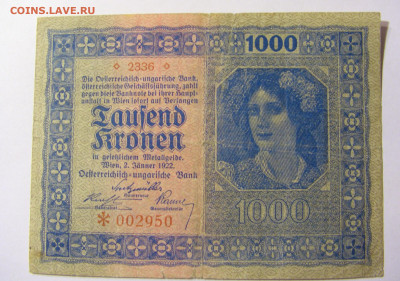 COINS.LAVE.RU
1000
1000
2336
Die Oesterreichisch-ungarische Bank,
österreichische Geschäftsführung, zahlt
gegen diese Banknote bei ihrer Haupt-
anstalt in Wien sofort auf Verlangen
Tausend
Kronen
in gesetzlichem Metallgelde.
Wien, 2. Jänner 1922.
Oesterreichisch-ungarische Bank
* 002950
1000